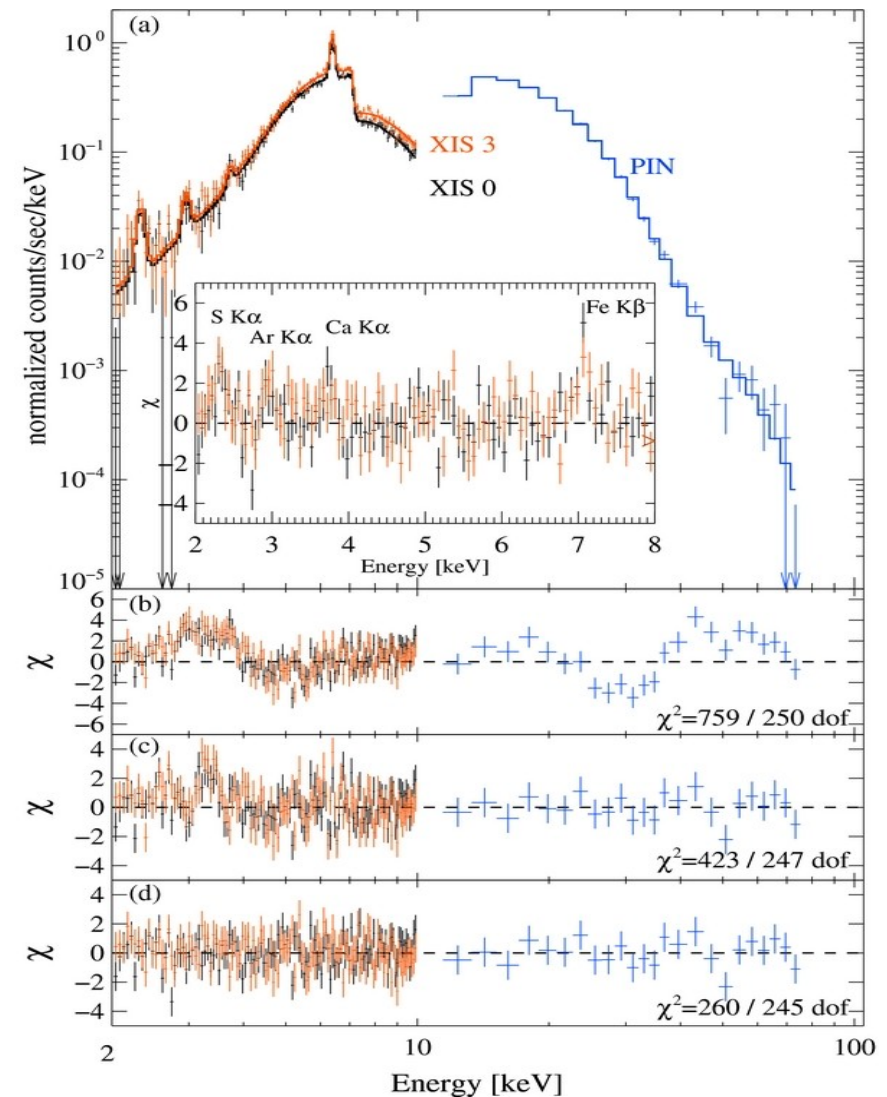 (a)
10⁰
10⁻¹
10⁻²
10⁻³
10⁻⁴
10⁻⁵
normalized counts/sec/keV
XIS 3
XIS 0
PIN
S Kα
Ar Kα
Ca Kα
Fe Kβ
χ
6
4
2
0
−2
−4
2 3 4 5 6 7 8
Energy [keV]
(b)
χ
6
4
2
0
−2
−4
−6
χ²=759 / 250 dof
(c)
χ
4
2
0
−2
−4
χ²=423 / 247 dof
(d)
χ
4
2
0
−2
−4
χ²=260 / 245 dof
2 10 100
Energy [keV]